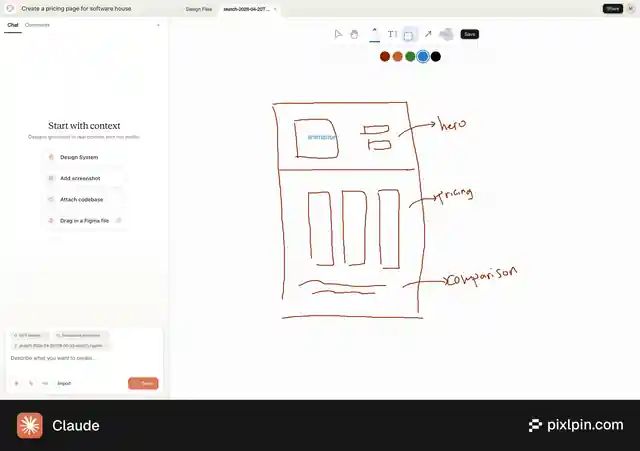 Create a pricing page for software house
Design Files
Share
Chat
Comments
Save
animation
hero
pricing
comparison
Start with context
Design System
Add screenshot
Attach codebase
Drag in a Figma file
Describe what you want to create...
Import
Send
Claude
pixlpin.com